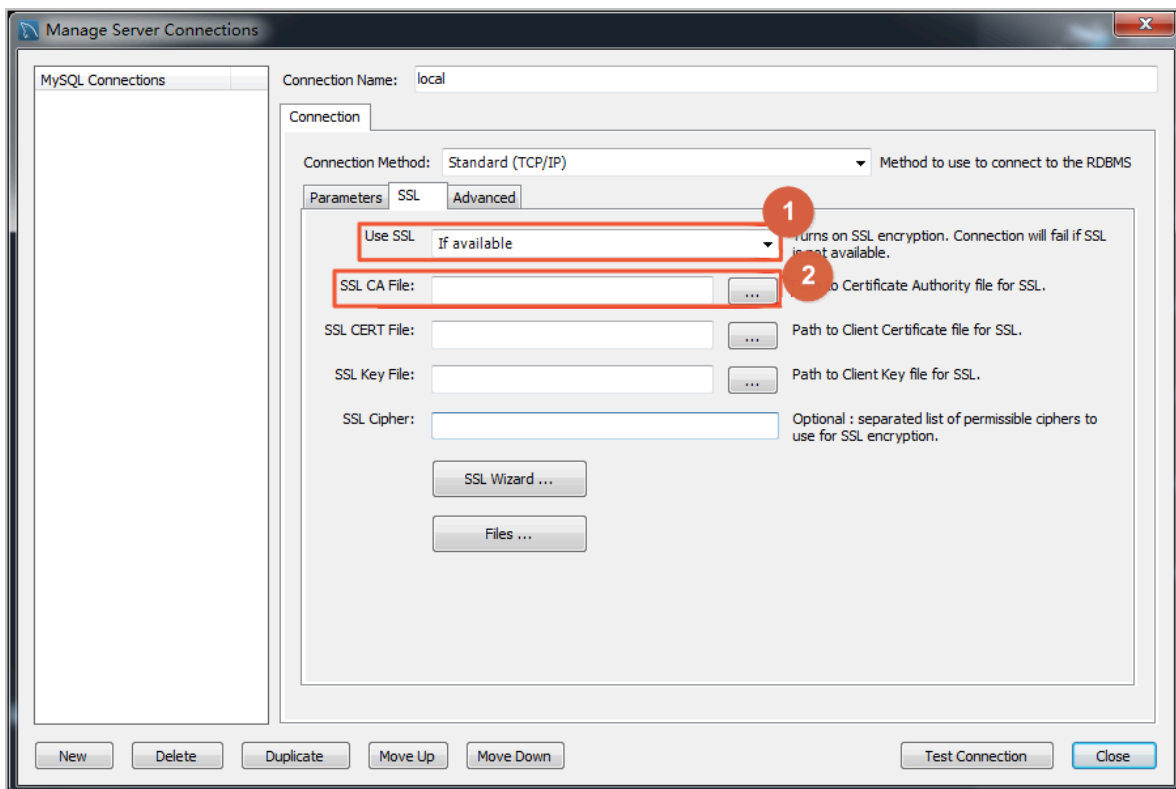 Manage Server Connections
X
MySQL Connections
Connection Name: local
Connection
Connection Method: Standard (TCP/IP) Method to use to connect to the RDBMS
Parameters SSL Advanced
1
Use SSL If available Turns on SSL encryption. Connection will fail if SSL
is not available.
2
SSL CA File: ... to Certificate Authority file for SSL.
SSL CERT File: ... Path to Client Certificate file for SSL.
SSL Key File: ... Path to Client Key file for SSL.
SSL Cipher: Optional : separated list of permissible ciphers to
use for SSL encryption.
SSL Wizard ...
Files ...
New Delete Duplicate Move Up Move Down Test Connection Close